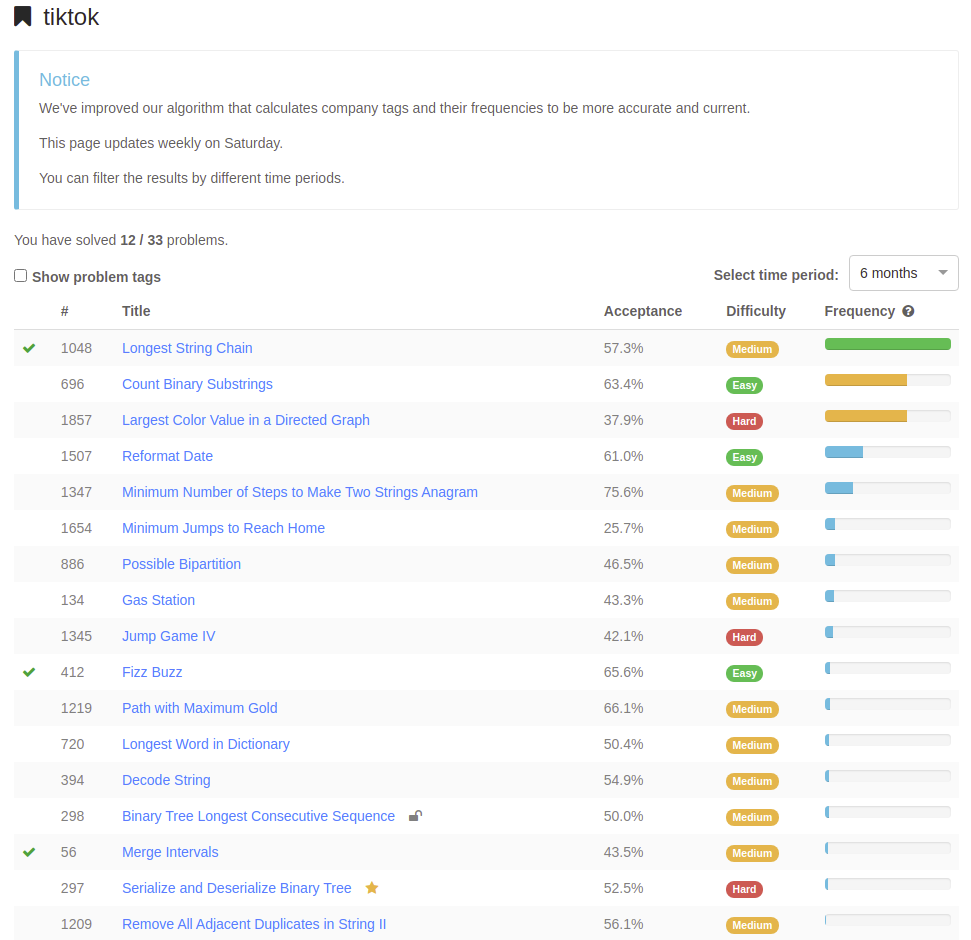 tiktok
Notice
We've improved our algorithm that calculates company tags and their frequencies to be more accurate and current.
This page updates weekly on Saturday.
You can filter the results by different time periods.
You have solved 12 / 33 problems.
Show problem tags Select time period: 6 months
# Title Acceptance Difficulty Frequency ?
1048 Longest String Chain 57.3% Medium
696 Count Binary Substrings 63.4% Easy
1857 Largest Color Value in a Directed Graph 37.9% Hard
1507 Reformat Date 61.0% Easy
1347 Minimum Number of Steps to Make Two Strings Anagram 75.6% Medium
1654 Minimum Jumps to Reach Home 25.7% Medium
886 Possible Bipartition 46.5% Medium
134 Gas Station 43.3% Medium
1345 Jump Game IV 42.1% Hard
412 Fizz Buzz 65.6% Easy
1219 Path with Maximum Gold 66.1% Medium
720 Longest Word in Dictionary 50.4% Medium
394 Decode String 54.9% Medium
298 Binary Tree Longest Consecutive Sequence 50.0% Medium
56 Merge Intervals 43.5% Medium
297 Serialize and Deserialize Binary Tree 52.5% Hard
1209 Remove All Adjacent Duplicates in String II 56.1% Medium